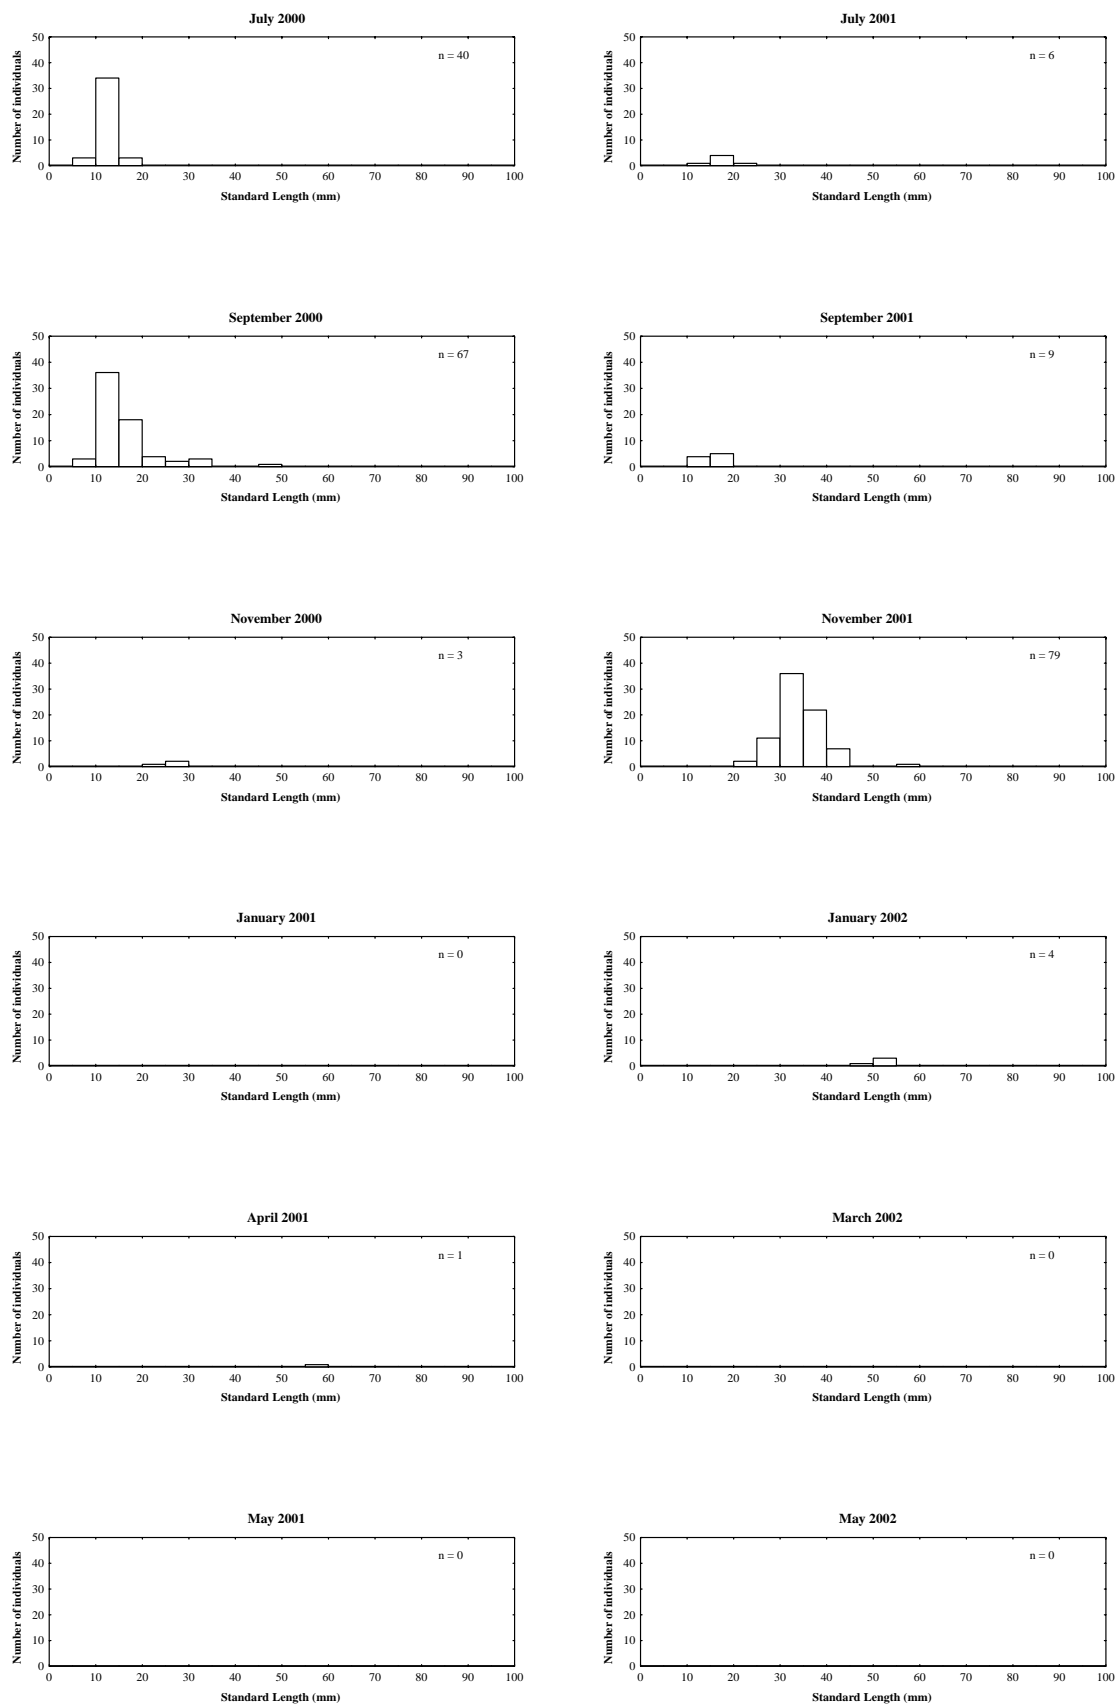 July 2000
50
40
30
20
10
0
Number of individuals
n = 40
0 10 20 30 40 50 60 70 80 90 100
Standard Length (mm)
July 2001
50
40
30
20
10
0
Number of individuals
n = 6
0 10 20 30 40 50 60 70 80 90 100
Standard Length (mm)
September 2000
50
40
30
20
10
0
Number of individuals
n = 67
0 10 20 30 40 50 60 70 80 90 100
Standard Length (mm)
September 2001
50
40
30
20
10
0
Number of individuals
n = 9
0 10 20 30 40 50 60 70 80 90 100
Standard Length (mm)
November 2000
50
40
30
20
10
0
Number of individuals
n = 3
0 10 20 30 40 50 60 70 80 90 100
Standard Length (mm)
November 2001
50
40
30
20
10
0
Number of individuals
n = 79
0 10 20 30 40 50 60 70 80 90 100
Standard Length (mm)
January 2001
50
40
30
20
10
0
Number of individuals
n = 0
0 10 20 30 40 50 60 70 80 90 100
Standard Length (mm)
January 2002
50
40
30
20
10
0
Number of individuals
n = 4
0 10 20 30 40 50 60 70 80 90 100
Standard Length (mm)
April 2001
50
40
30
20
10
0
Number of individuals
n = 1
0 10 20 30 40 50 60 70 80 90 100
Standard Length (mm)
March 2002
50
40
30
20
10
0
Number of individuals
n = 0
0 10 20 30 40 50 60 70 80 90 100
Standard Length (mm)
May 2001
50
40
30
20
10
0
Number of individuals
n = 0
0 10 20 30 40 50 60 70 80 90 100
Standard Length (mm)
May 2002
50
40
30
20
10
0
Number of individuals
n = 0
0 10 20 30 40 50 60 70 80 90 100
Standard Length (mm)